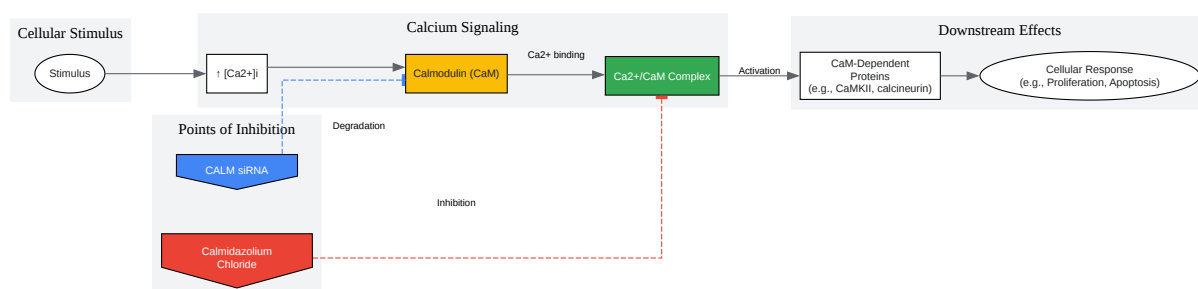 Cellular Stimulus
Stimulus
Calcium Signaling
↑ [Ca2+]i
Calmodulin (CaM)
Ca2+ binding
Ca2+/CaM Complex
Activation
Downstream Effects
CaM-Dependent
Proteins
(e.g., CaMKII, calcineurin)
Cellular Response
(e.g., Proliferation, Apoptosis)
Points of Inhibition
Degradation
CALM siRNA
Inhibition
Calmidazolium
Chloride